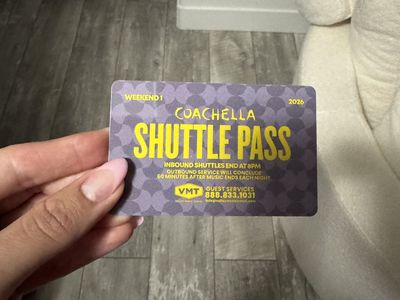 WEEKEND 1
2026
COACHELLA
SHUTTLE PASS
INBOUND SHUTTLES END AT 8PM
OUTBOUND SERVICE WILL CONCLUDE
60 MINUTES AFTER MUSIC ENDS EACH NIGHT
VMT
GUEST SERVICES
888.833.1031